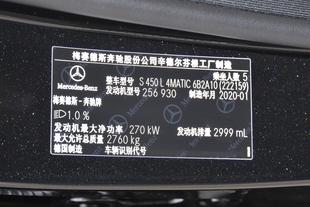 梅赛德斯奔驰股份公司辛德尔芬根工厂制造
乘坐人数 5
整车型号 S 450 L 4MATIC 6B2A10 (222159)
Mercedes-Benz 发动机型号 256 930 制造年月 2020-01
梅赛德斯－奔驰牌
1.0 %
发动机最大净功率 270 kW 发动机排量 2999 mL
最大允许总质量 2760 kg
德国制造 车辆识别代号